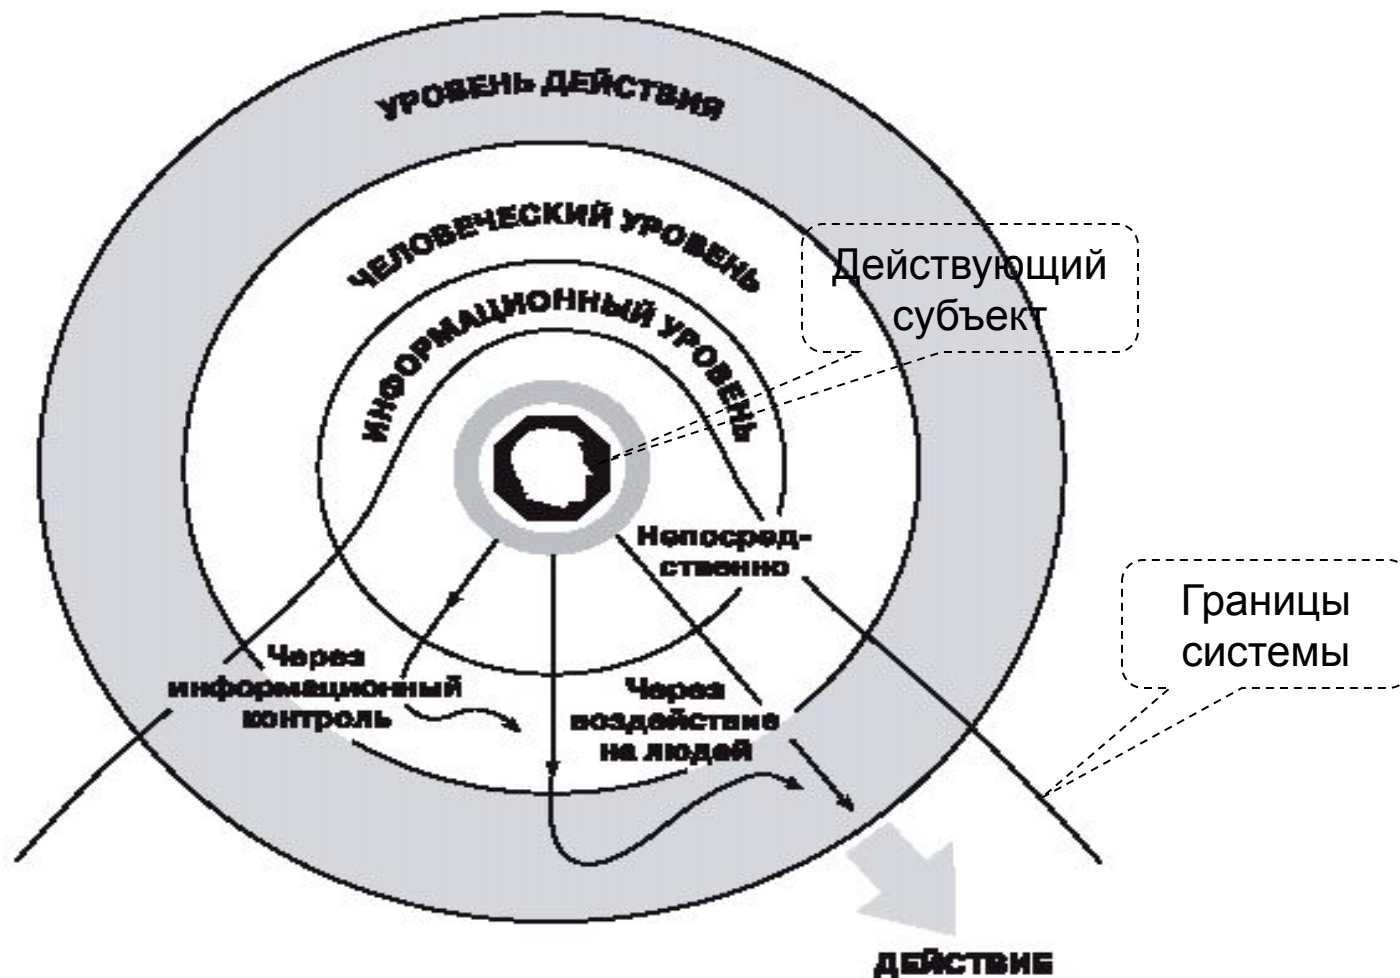 УРОВЕНЬ ДЕЙСТВИЯ
ЧЕЛОВЕЧЕСКИЙ УРОВЕНЬ
ИНФОРМАЦИОННЫЙ УРОВЕНЬ
Действующий
субъект
Непосред-
ственно
Границы
системы
Через
информационный
контроль
Через
воздействие
на людей
ДЕЙСТВИЕ